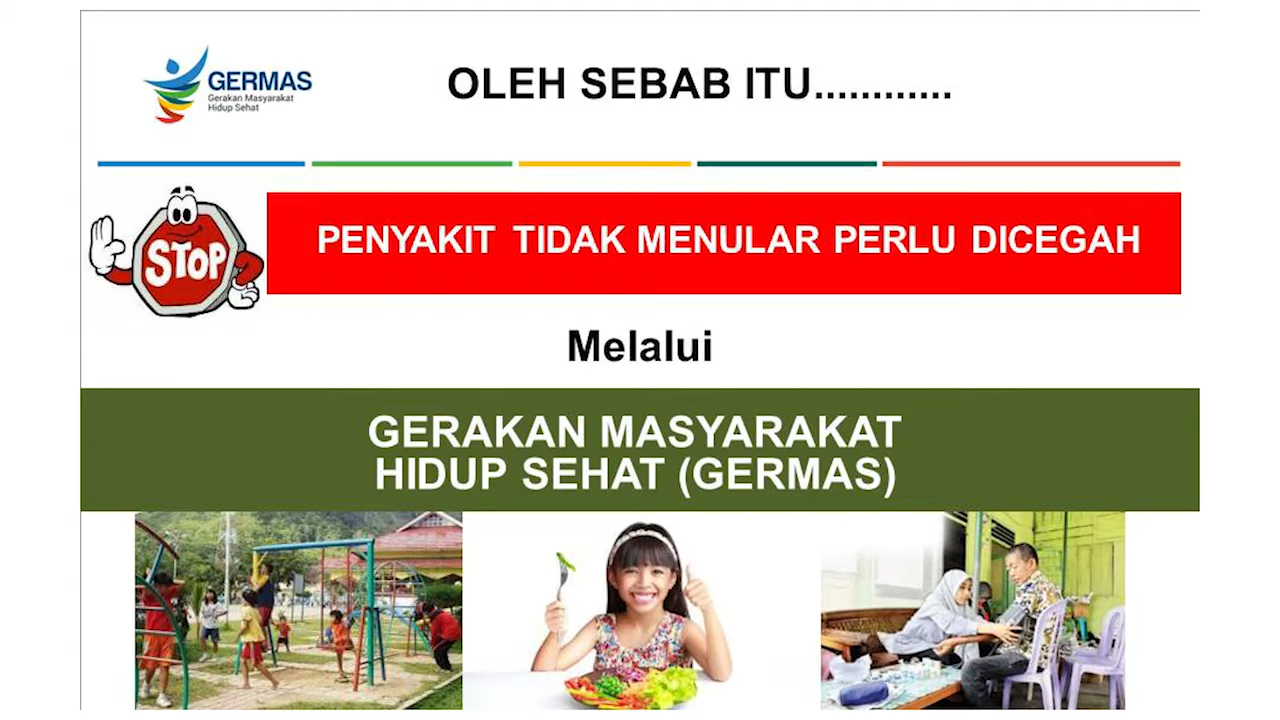 GERMAS
Gerakan Masyarakat
Hidup Sehat
OLEH SEBAB ITU............
STOP
PENYAKIT TIDAK MENULAR PERLU DICEGAH
Melalui
GERAKAN MASYARAKAT
HIDUP SEHAT (GERMAS)